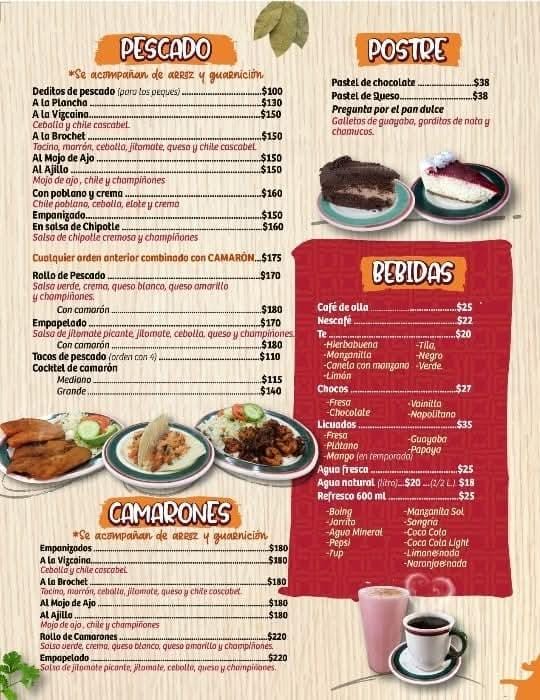 PESCADO
*Se acompañan de arroz y guarnición
Deditos de pescado (para los peques) $100
A la Plancha $130
A la Vizcaína $150
Cebolla y chile cascabel.
A la Brochet $150
Tocino, morrón, cebolla, jitomate, queso y chile cascabel.
Al Mojo de Ajo $150
Al Ajillo $150
Mojo de ajo, chile y champiñones
Con poblano y crema $160
Chile poblano, cebolla, elote y crema
Empanizado $150
En salsa de Chipotle $160
Salsa de chipotle cremosa y champiñones
Cualquier orden anterior combinado con CAMARÓN...$175
Rollo de Pescado $170
Salsa verde, crema, queso blanco, queso amarillo
y champiñones.
Con camarón $180
Empapelado $170
Salsa de jitomate picante, jitomate, cebolla, queso y champiñones.
Con camarón $180
Tacos de pescado (orden con 4) $110
Cocktel de camarón
Mediano $115
Grande $140
CAMARONES
*Se acompañan de arroz y guarnición
Empanizados $180
A la Vizcaína $180
Cebolla y chile cascabel.
A la Brochet $180
Tocino, morrón, cebolla, jitomate, queso y chile cascabel.
Al Mojo de Ajo $180
Al Ajillo $180
Mojo de ajo, chile y champiñones
Rollo de Camarones $220
Salsa verde, crema, queso blanco, queso amarillo y champiñones.
Empapelado $220
Salsa de jitomate picante, jitomate, cebolla, queso y champiñones.
POSTRE
Pastel de chocolate $38
Pastel de Queso $38
Pregunta por el pan dulce
Galletas de guayaba, gorditas de nata y
chamucos.
BEBIDAS
Café de olla $25
Nescafé $22
Te $20
-Hierbabuena -Tila,
-Manzanilla -Negro
-Canela con manzana -Verde.
-Limón
Chocos $27
-Fresa -Vainilla
-Chocolate -Napolitano
Licuados $35
-Fresa -Guayaba
-Plátano -Papaya
-Mango (en temporada)
Agua fresca $25
Agua natural (litro)...$20 ...(1/2 L.) $18
Refresco 600 ml $25
-Boing -Manzanita Sol
-Jarrito -Sangria
-Agua Mineral -Coca Cola
-Pepsi -Coca Cola Light
-7up -Limoneønada
-Naranjaønada